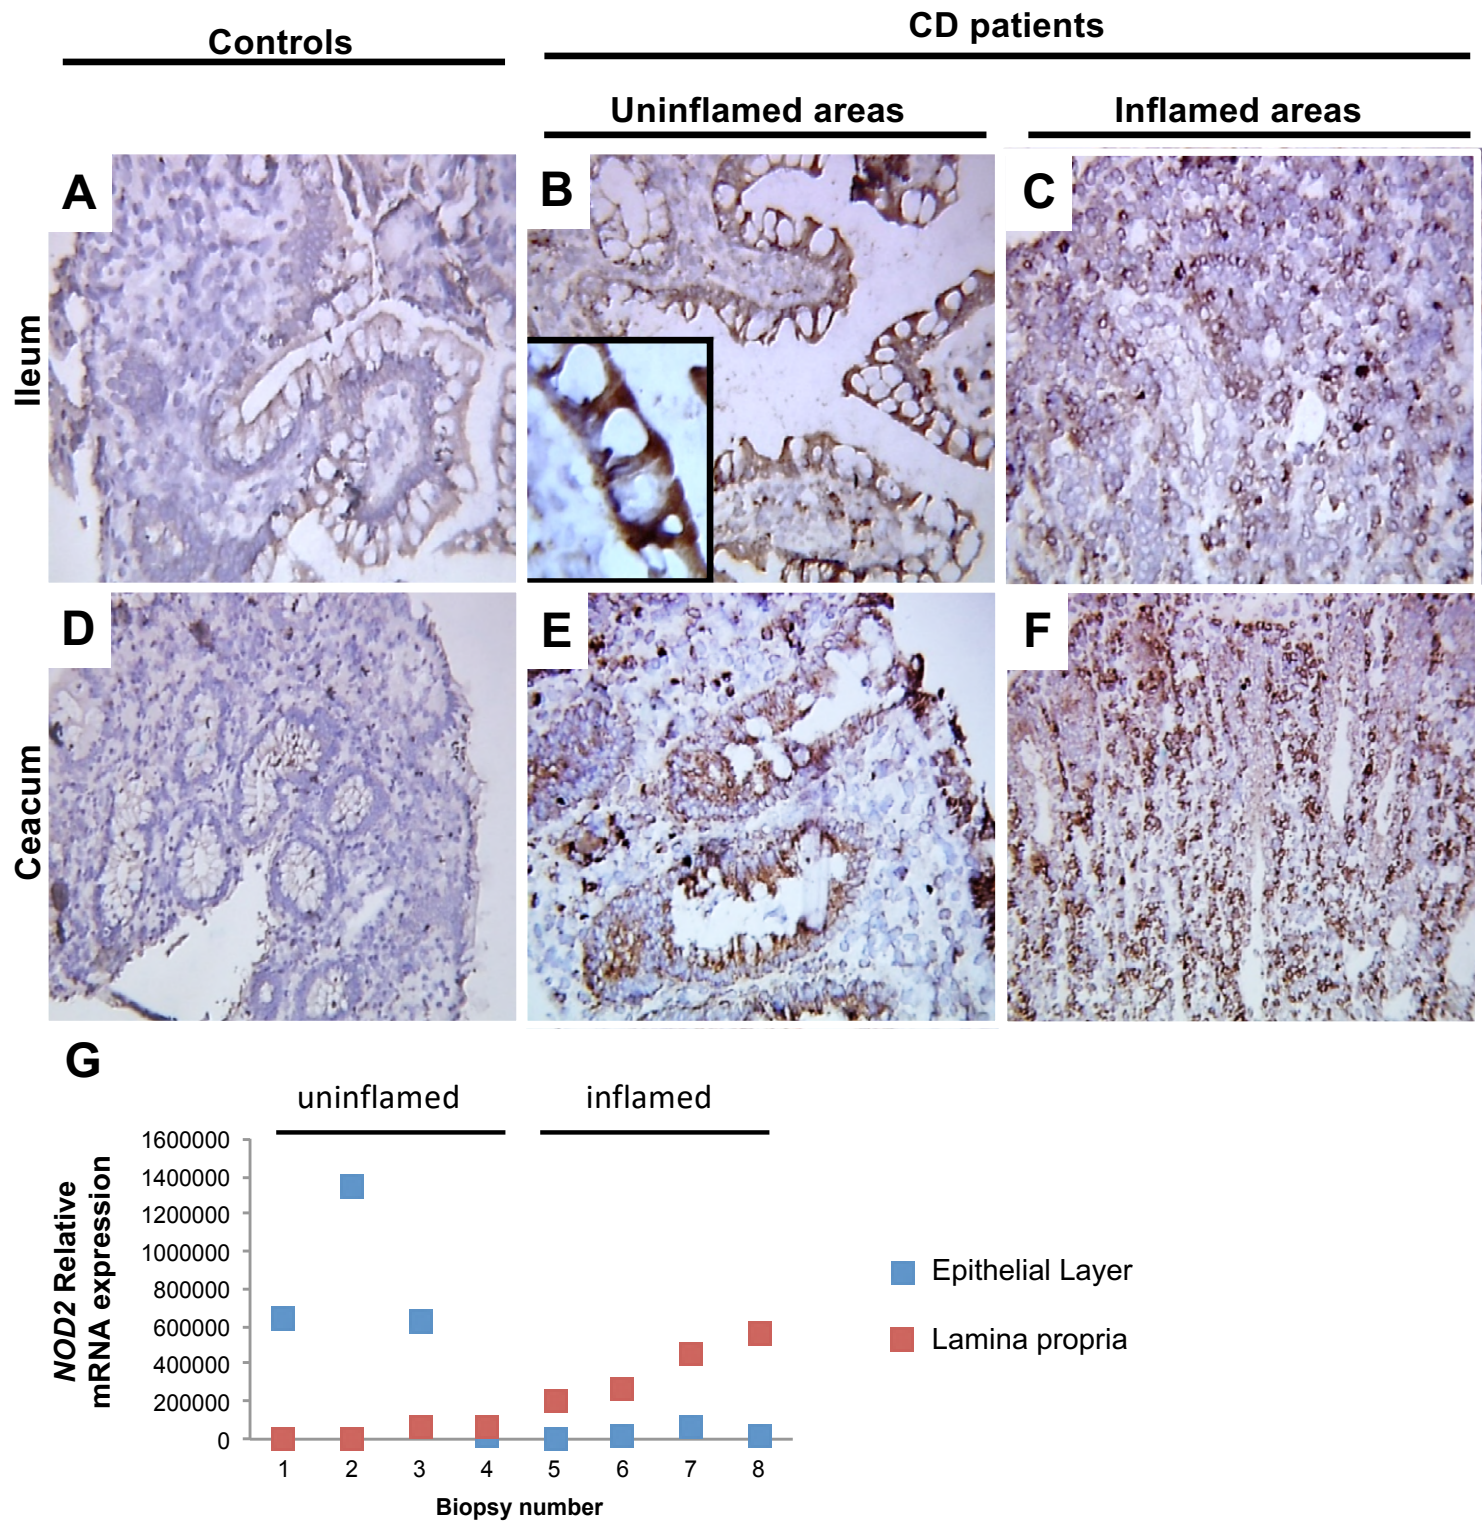 Controls
CD patients
Uninflamed areas
Inflamed areas
A
B
C
Ileum
D
E
F
Ceacum
G
uninflamed
inflamed
NOD2 Relative
mRNA expression
1600000
1400000
1200000
1000000
800000
600000
400000
200000
0
1 2 3 4 5 6 7 8
Biopsy number
Epithelial Layer
Lamina propria